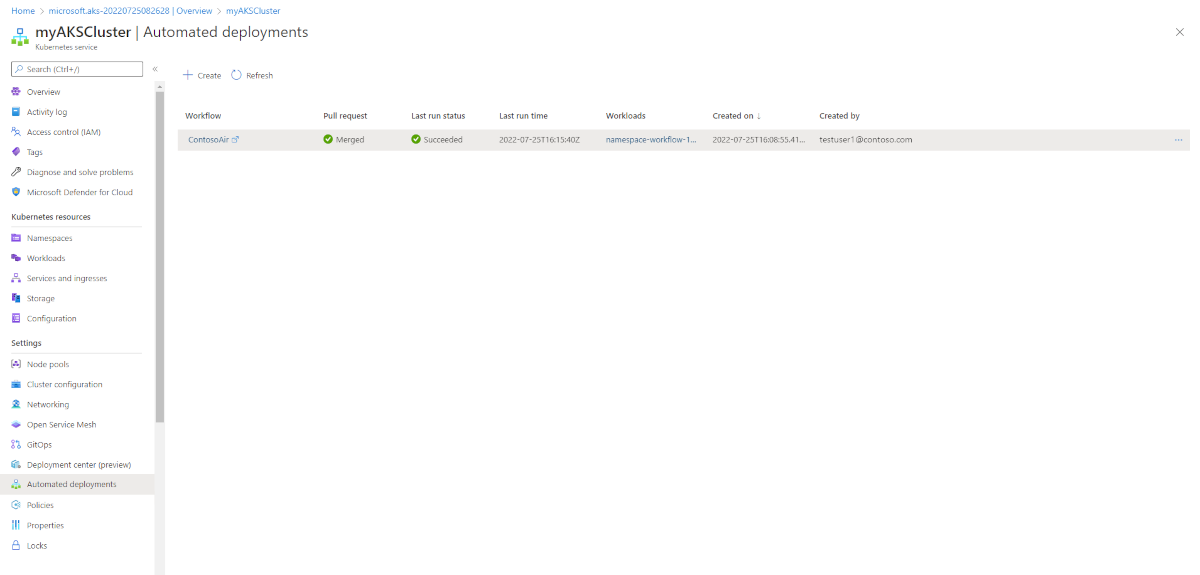 Home > microsoft.aks-20220725082628 | Overview > myAKSCluster
myAKSCluster | Automated deployments
Kubernetes service
Search (Ctrl+/)
Overview
Activity log
Access control (IAM)
Tags
Diagnose and solve problems
Microsoft Defender for Cloud
Kubernetes resources
Namespaces
Workloads
Services and ingresses
Storage
Configuration
Settings
Node pools
Cluster configuration
Networking
Open Service Mesh
GitOps
Deployment center (preview)
Automated deployments
Policies
Properties
Locks
Create Refresh
Workflow Pull request Last run status Last run time Workloads Created on ↓ Created by
ContosoAir Merged Succeeded 2022-07-25T16:15:40Z namespace-workflow-1... 2022-07-25T16:08:55.41... testuser1@contoso.com ...